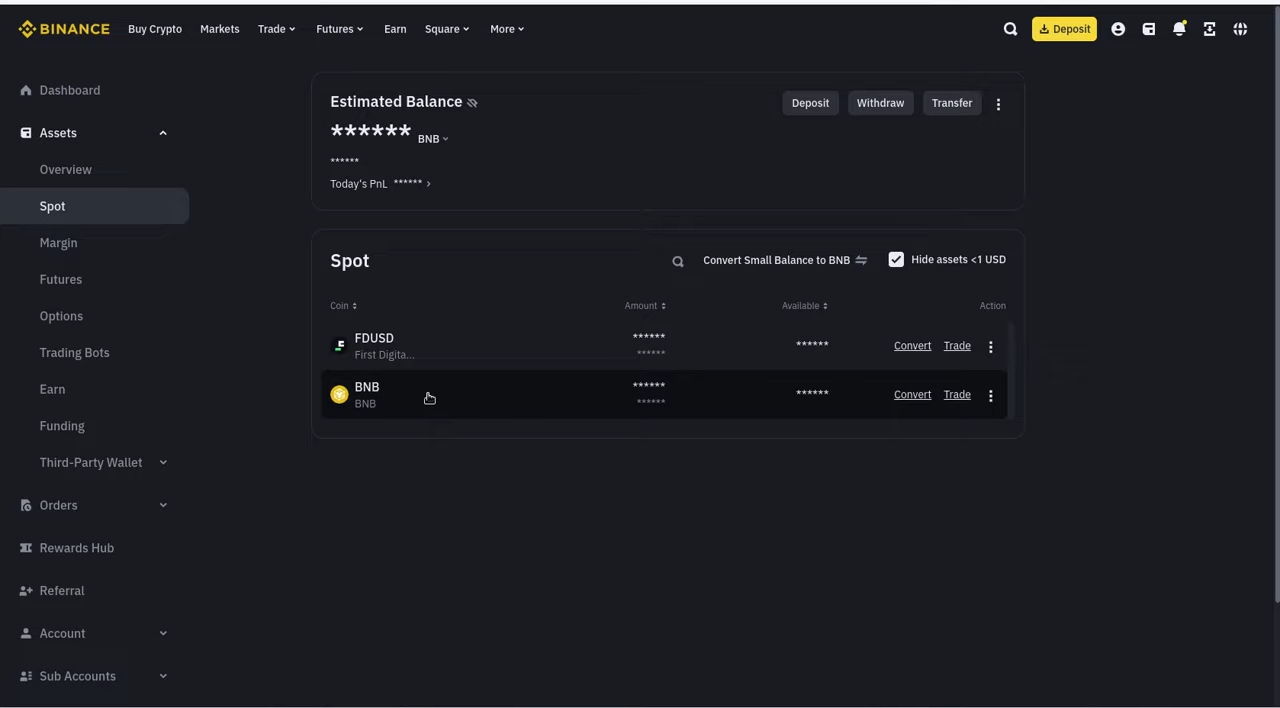 BINANCE Buy Crypto Markets Trade Futures Earn Square More Deposit
Dashboard
Assets
Overview
Spot
Margin
Futures
Options
Trading Bots
Earn
Funding
Third-Party Wallet
Orders
Rewards Hub
Referral
Account
Sub Accounts
Estimated Balance Deposit Withdraw Transfer
****** BNB
******
Today's PnL ******
Spot Convert Small Balance to BNB Hide assets <1 USD
Coin Amount Available Action
FDUSD ****** ****** Convert Trade
First Digita... ******
BNB ****** ****** Convert Trade
BNB ******